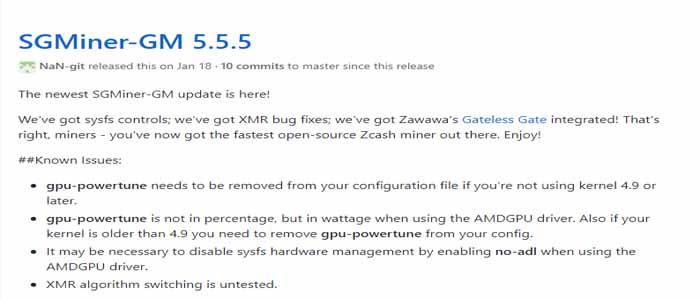 SGMiner-GM 5.5.5
NaN-git released this on Jan 18 · 10 commits to master since this release
The newest SGMiner-GM update is here!
We've got sysfs controls; we've got XMR bug fixes; we've got Zawawa's Gateless Gate integrated! That's
right, miners - you've now got the fastest open-source Zcash miner out there. Enjoy!
##Known Issues:
• gpu-powertune needs to be removed from your configuration file if you're not using kernel 4.9 or
later.
• gpu-powertune is not in percentage, but in wattage when using the AMDGPU driver. Also if your
kernel is older than 4.9 you need to remove gpu-powertune from your config.
• It may be necessary to disable sysfs hardware management by enabling no-adl when using the
AMDGPU driver.
• XMR algorithm switching is untested.